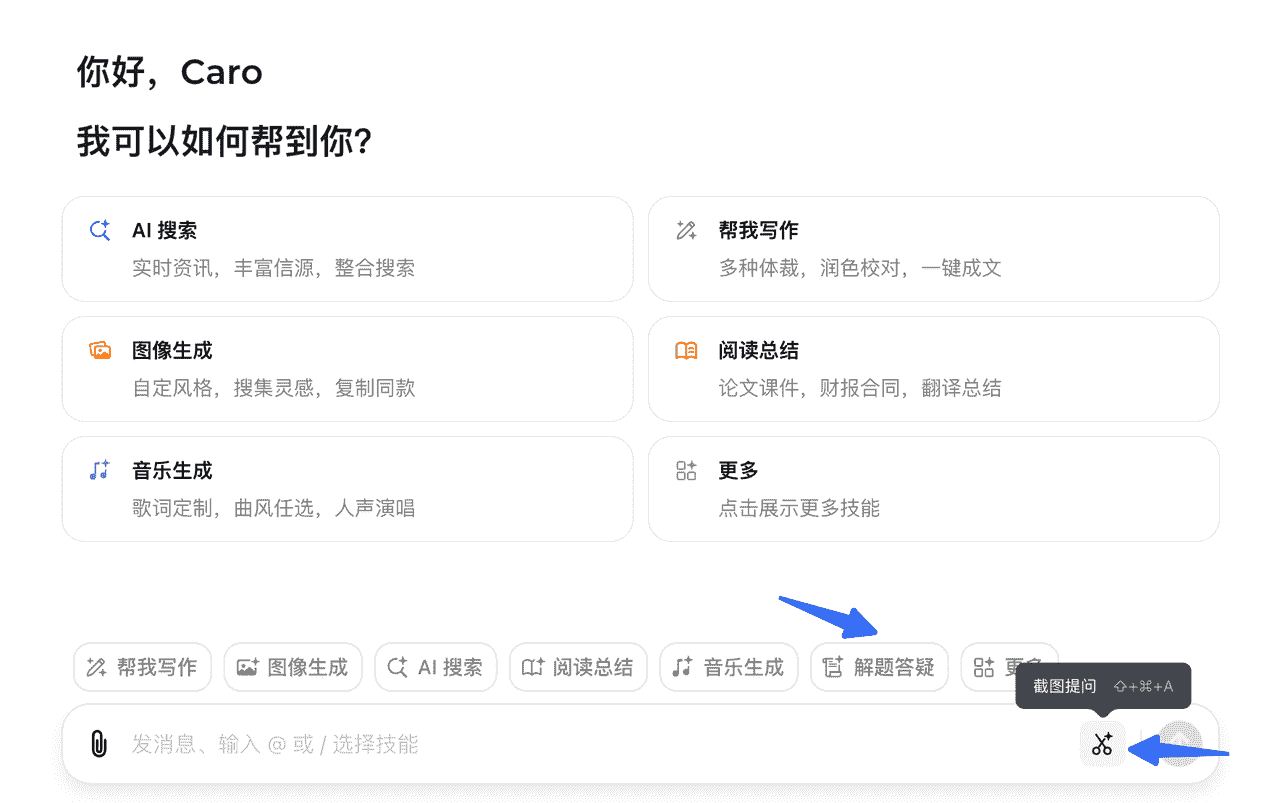 你好，Caro
我可以如何帮到你?
AI 搜索
实时资讯，丰富信源，整合搜索
帮我写作
多种体裁，润色校对，一键成文
图像生成
自定风格，搜集灵感，复制同款
阅读总结
论文课件，财报合同，翻译总结
音乐生成
歌词定制，曲风任选，人声演唱
更多
点击展示更多技能
帮我写作
图像生成
AI 搜索
阅读总结
音乐生成
解题答疑
更多
截图提问 ⇧+⌘+A
发消息、输入 @ 或 / 选择技能